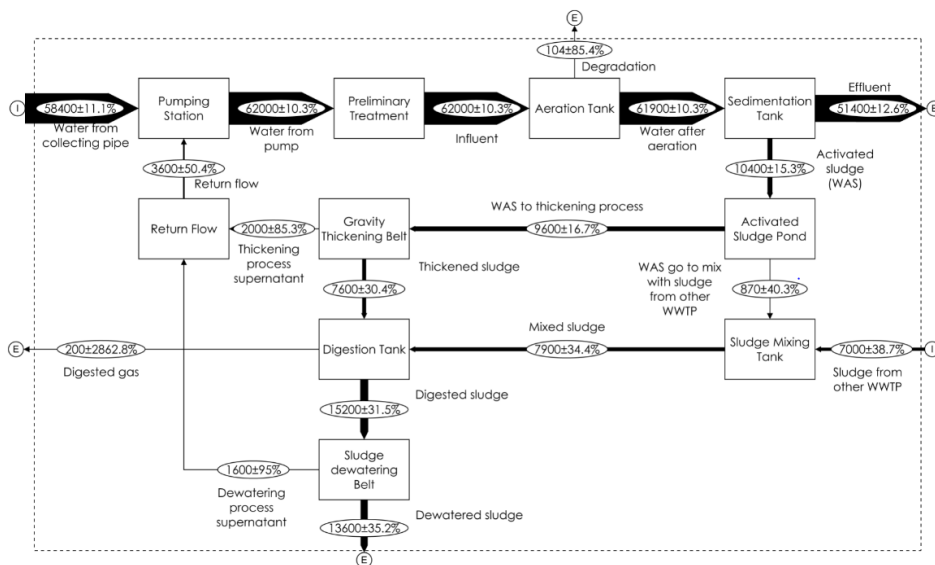 E
104±85.4%
Degradation
I
58400±11.1%
Water from
collecting pipe
Pumping
Station
62000±10.3%
Water from
pump
Preliminary
Treatment
62000±10.3%
Influent
Aeration Tank
61900±10.3%
Water after
aeration
Sedimentation
Tank
Effluent
51400±12.6%
E
3600±50.4%
Return flow
10400±15.3%
Activated
sludge
(WAS)
Return Flow
2000±85.3%
Thickening
process
supernatant
Gravity
Thickening Belt
WAS to thickening process
9600±16.7%
Activated
Sludge Pond
Thickened sludge
7600±30.4%
WAS go to mix
with sludge
from other
WWTP
870±40.3%
E
200±2862.8%
Digested gas
Digestion Tank
Mixed sludge
7900±34.4%
Sludge Mixing
Tank
7000±38.7%
Sludge from
other WWTP
I
Digested sludge
15200±31.5%
1600±95%
Dewatering
process
supernatant
Sludge
dewatering
Belt
Dewatered sludge
13600±35.2%
E